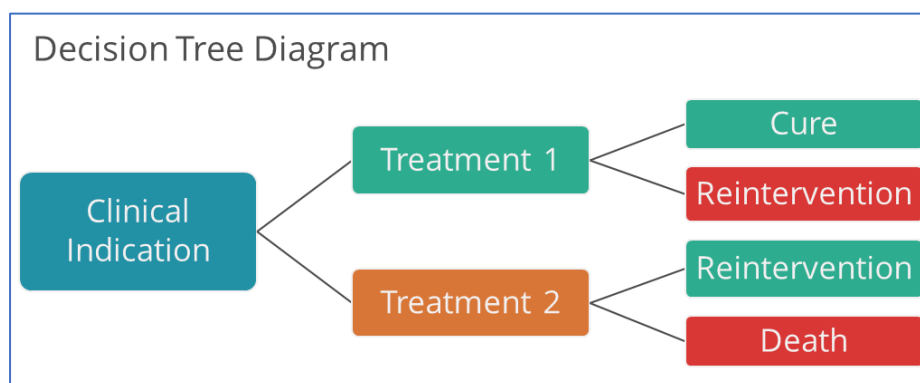 Decision Tree Diagram
Clinical
Indication
Treatment 1
Treatment 2
Cure
Reintervention
Reintervention
Death